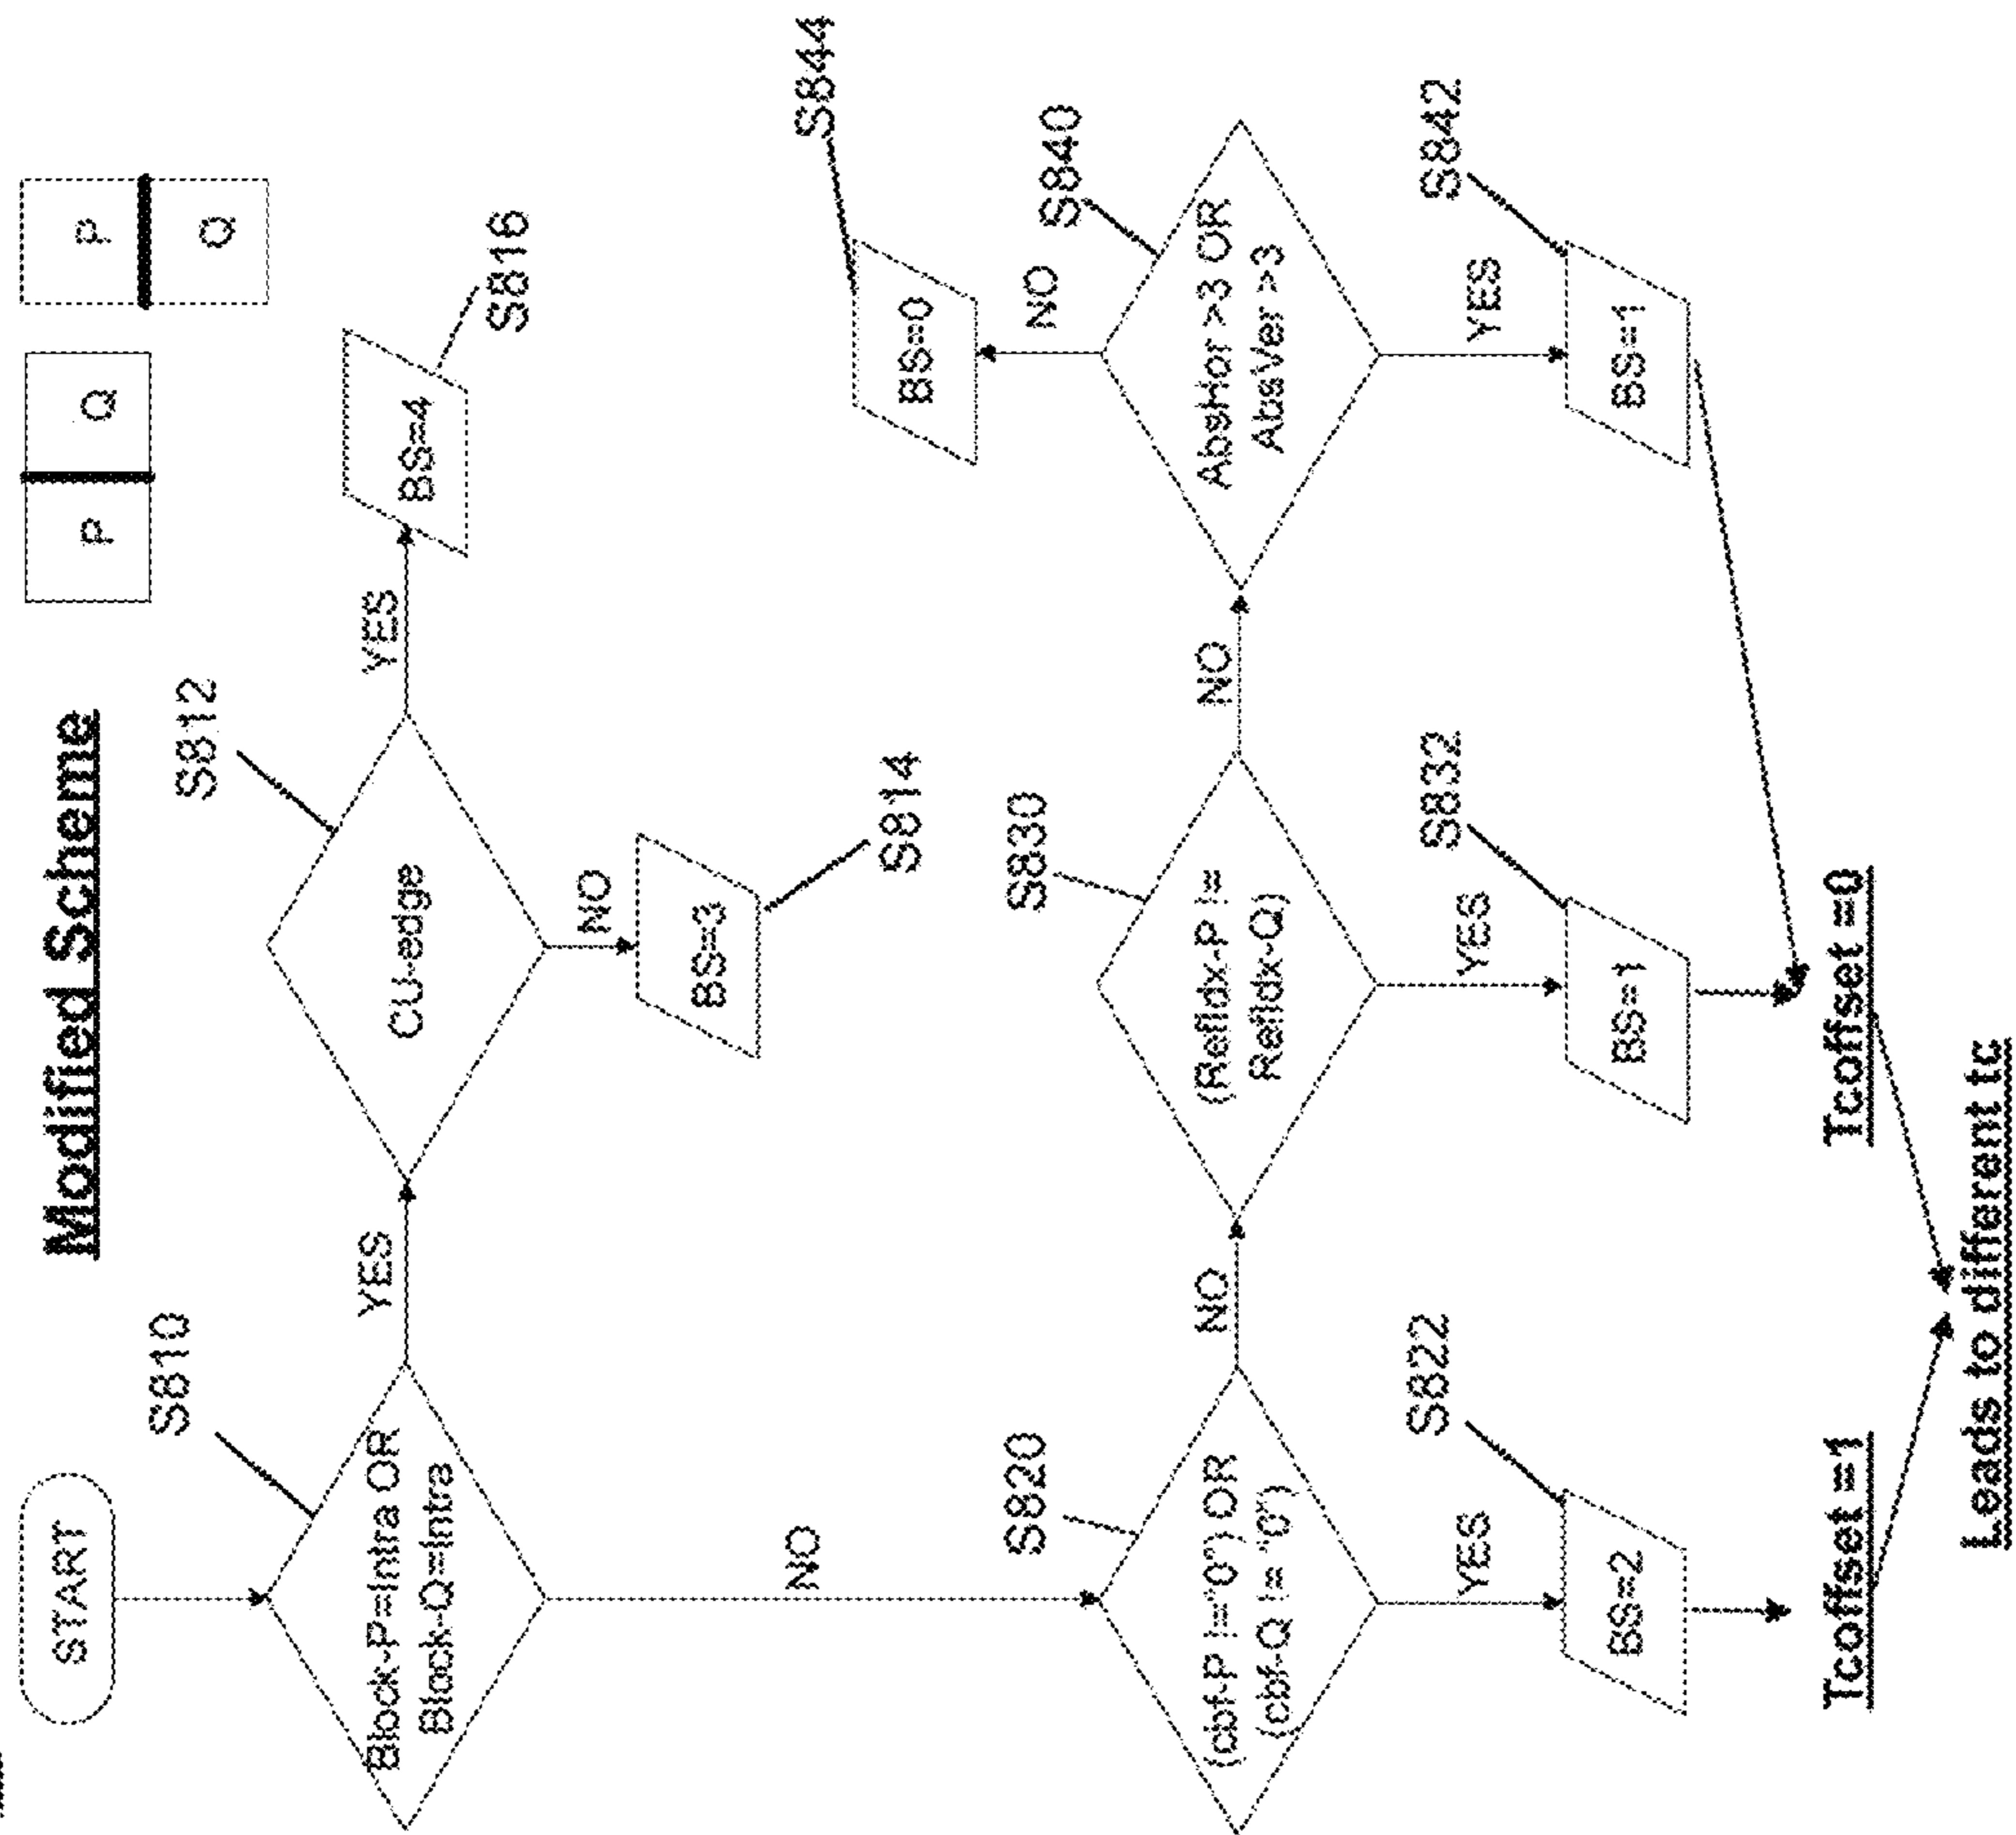 Modified Scheme
START
P
Q
P
Q
S810
Block-P=Intra OR
Block-Q=Intra
YES
S812
CU-edge
YES
BS=4
S816
NO
BS=3
S814
NO
S820
(cbf-P !="0") OR
(cbf-Q != "0")
NO
S830
(RefIdx-P !=
RefIdx-Q)
NO
S840
AbsHor >3 OR
AbsVer >3
NO
BS=0
S844
YES
BS=2
S822
YES
BS=1
S832
YES
BS=1
S842
Tcoffset =1
Tcoffset =0
Leads to different tc